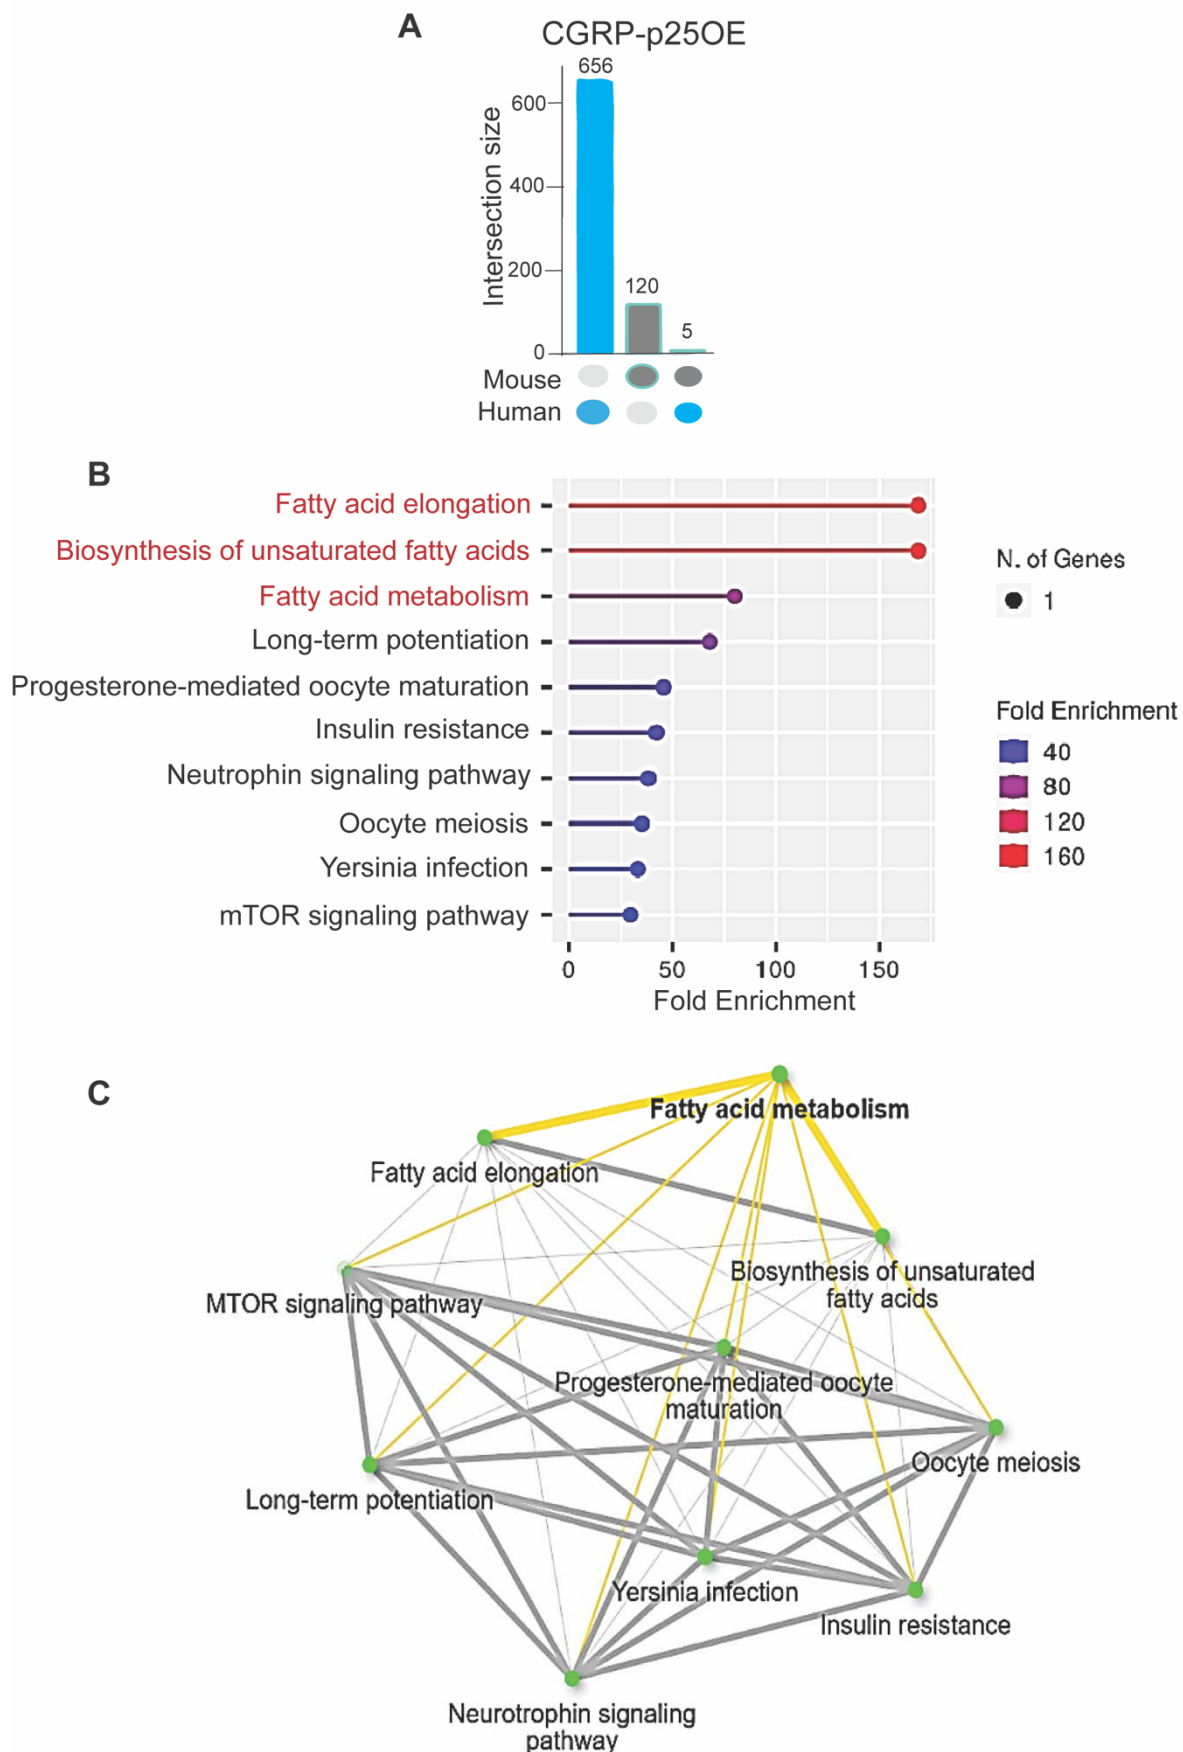 A
CGRP-p25OE
656
600
400
200
0
120
5
Intersection size
Mouse
Human
B
Fatty acid elongation
Biosynthesis of unsaturated fatty acids
Fatty acid metabolism
Long-term potentiation
Progesterone-mediated oocyte maturation
Insulin resistance
Neutrophin signaling pathway
Oocyte meiosis
Yersinia infection
mTOR signaling pathway
0 50 100 150
Fold Enrichment
N. of Genes
1
Fold Enrichment
40
80
120
160
C
Fatty acid metabolism
Fatty acid elongation
Biosynthesis of unsaturated
fatty acids
MTOR signaling pathway
Progesterone-mediated oocyte
maturation
Oocyte meiosis
Long-term potentiation
Yersinia infection
Insulin resistance
Neurotrophin signaling
pathway